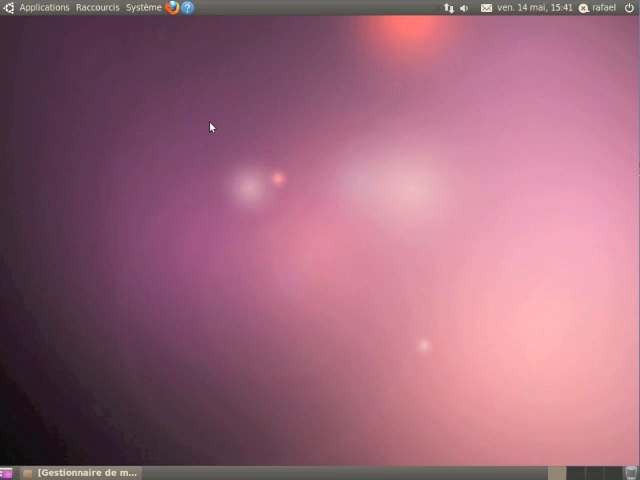 Applications Raccourcis Système ? ven. 14 mai, 15:41 rafael
[Gestionnaire de m...